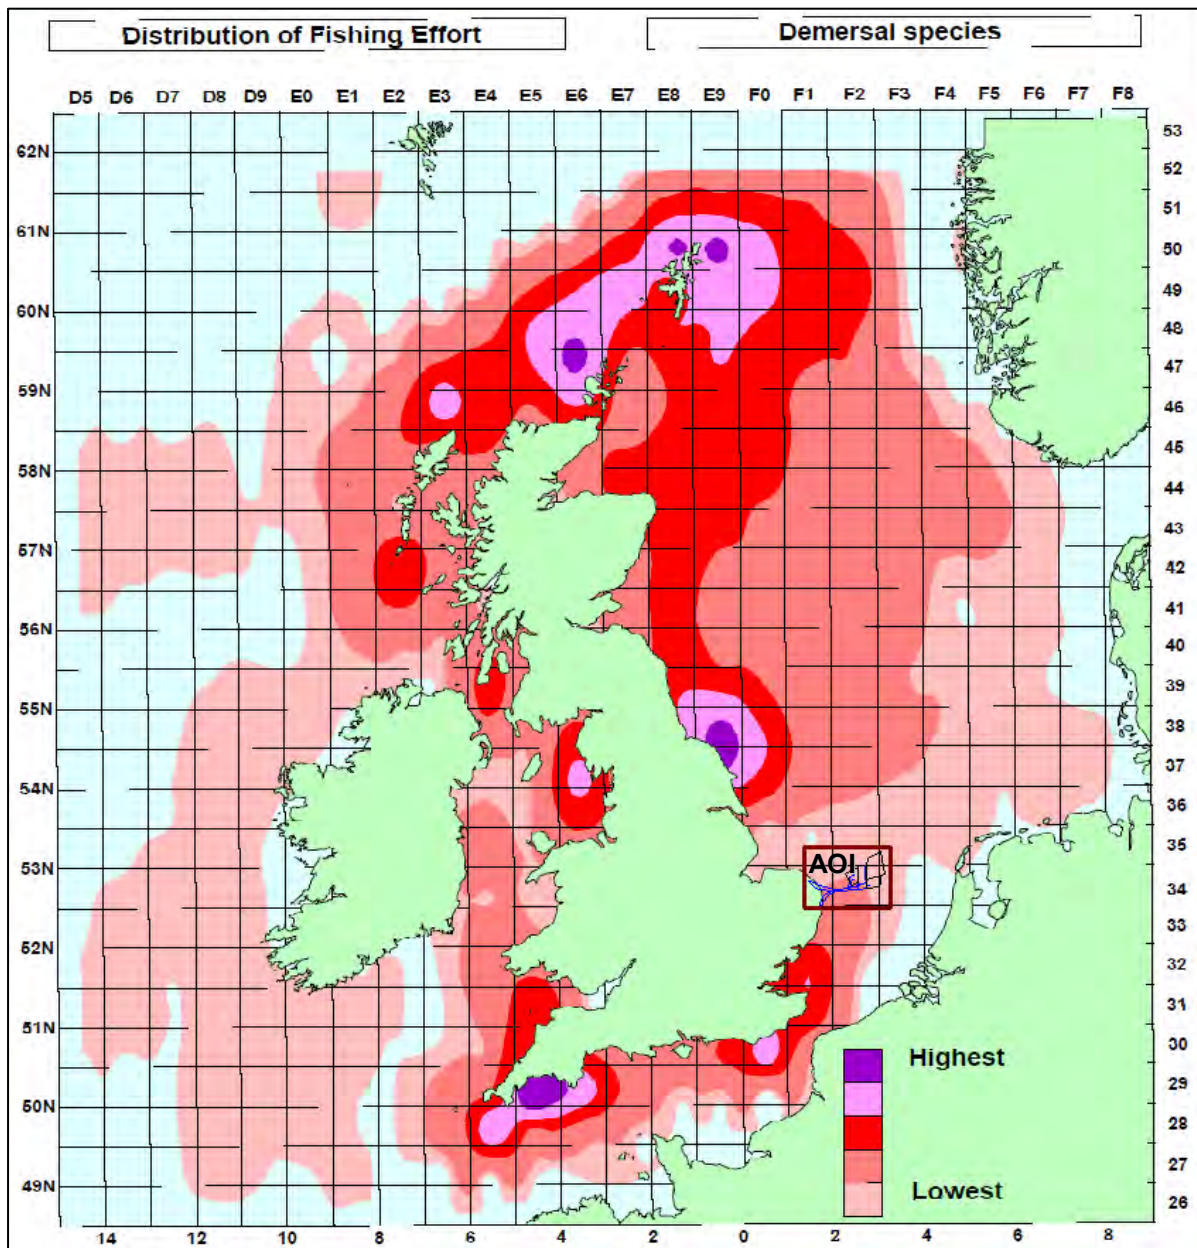 Distribution of Fishing Effort Demersal species
D5 D6 D7 D8 D9 E0 E1 E2 E3 E4 E5 E6 E7 E8 E9 F0 F1 F2 F3 F4 F5 F6 F7 F8
53
62N
52
51
61N
50
49
60N
48
47
59N
46
45
58N
44
43
57N
42
41
56N
40
39
55N
38
37
54N
36
35
53N
AOI
34
33
62N
32
31
51N
30
Highest
29
50N
28
27
49N
Lowest
26
14 12 10 8 6 4 2 0 2 4 6 8